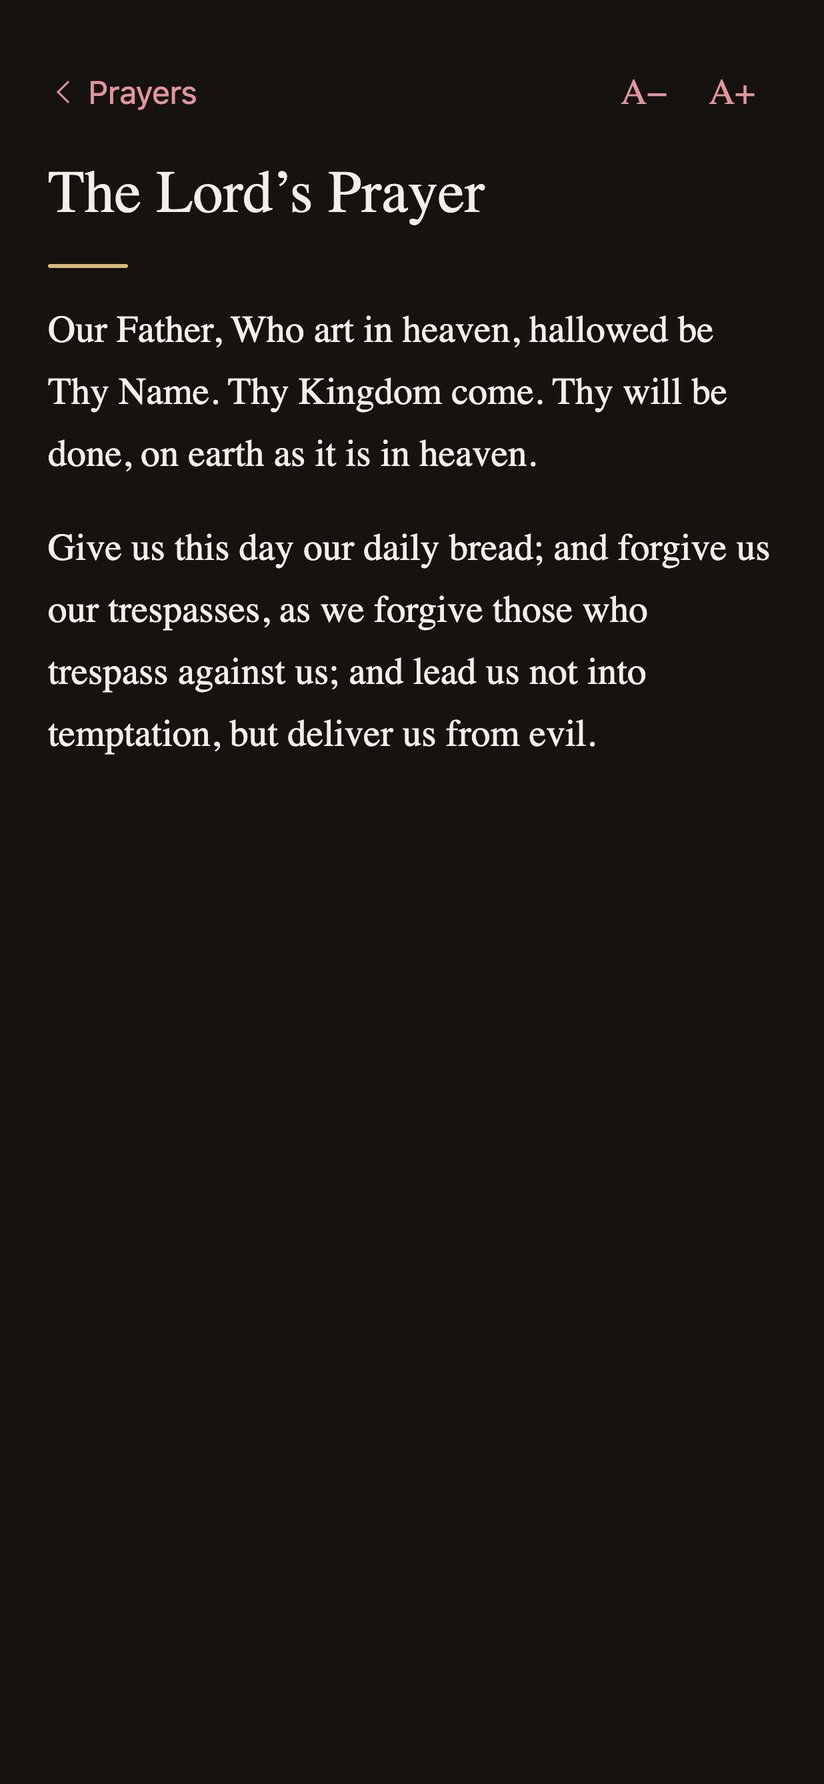 Prayers
A– A+
The Lord’s Prayer
Our Father, Who art in heaven, hallowed be
Thy Name. Thy Kingdom come. Thy will be
done, on earth as it is in heaven.
Give us this day our daily bread; and forgive us
our trespasses, as we forgive those who
trespass against us; and lead us not into
temptation, but deliver us from evil.